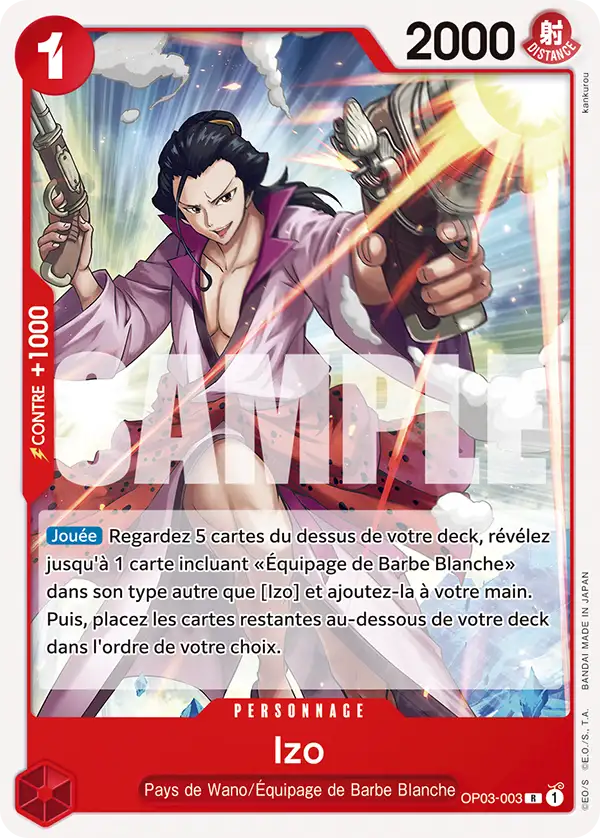 1
2000
射
DISTANCE
kankurou
CONTRE +1000
SAMPLE
Jouée Regardez 5 cartes du dessus de votre deck, révélez
jusqu'à 1 carte incluant «Équipage de Barbe Blanche»
dans son type autre que [Izo] et ajoutez-la à votre main.
Puis, placez les cartes restantes au-dessous de votre deck
dans l'ordre de votre choix.
©EO/S ©E.O./S., T.A. BANDAI MADE IN JAPAN
PERSONNAGE
Izo
Pays de Wano/Équipage de Barbe Blanche
OP03-003 R 1